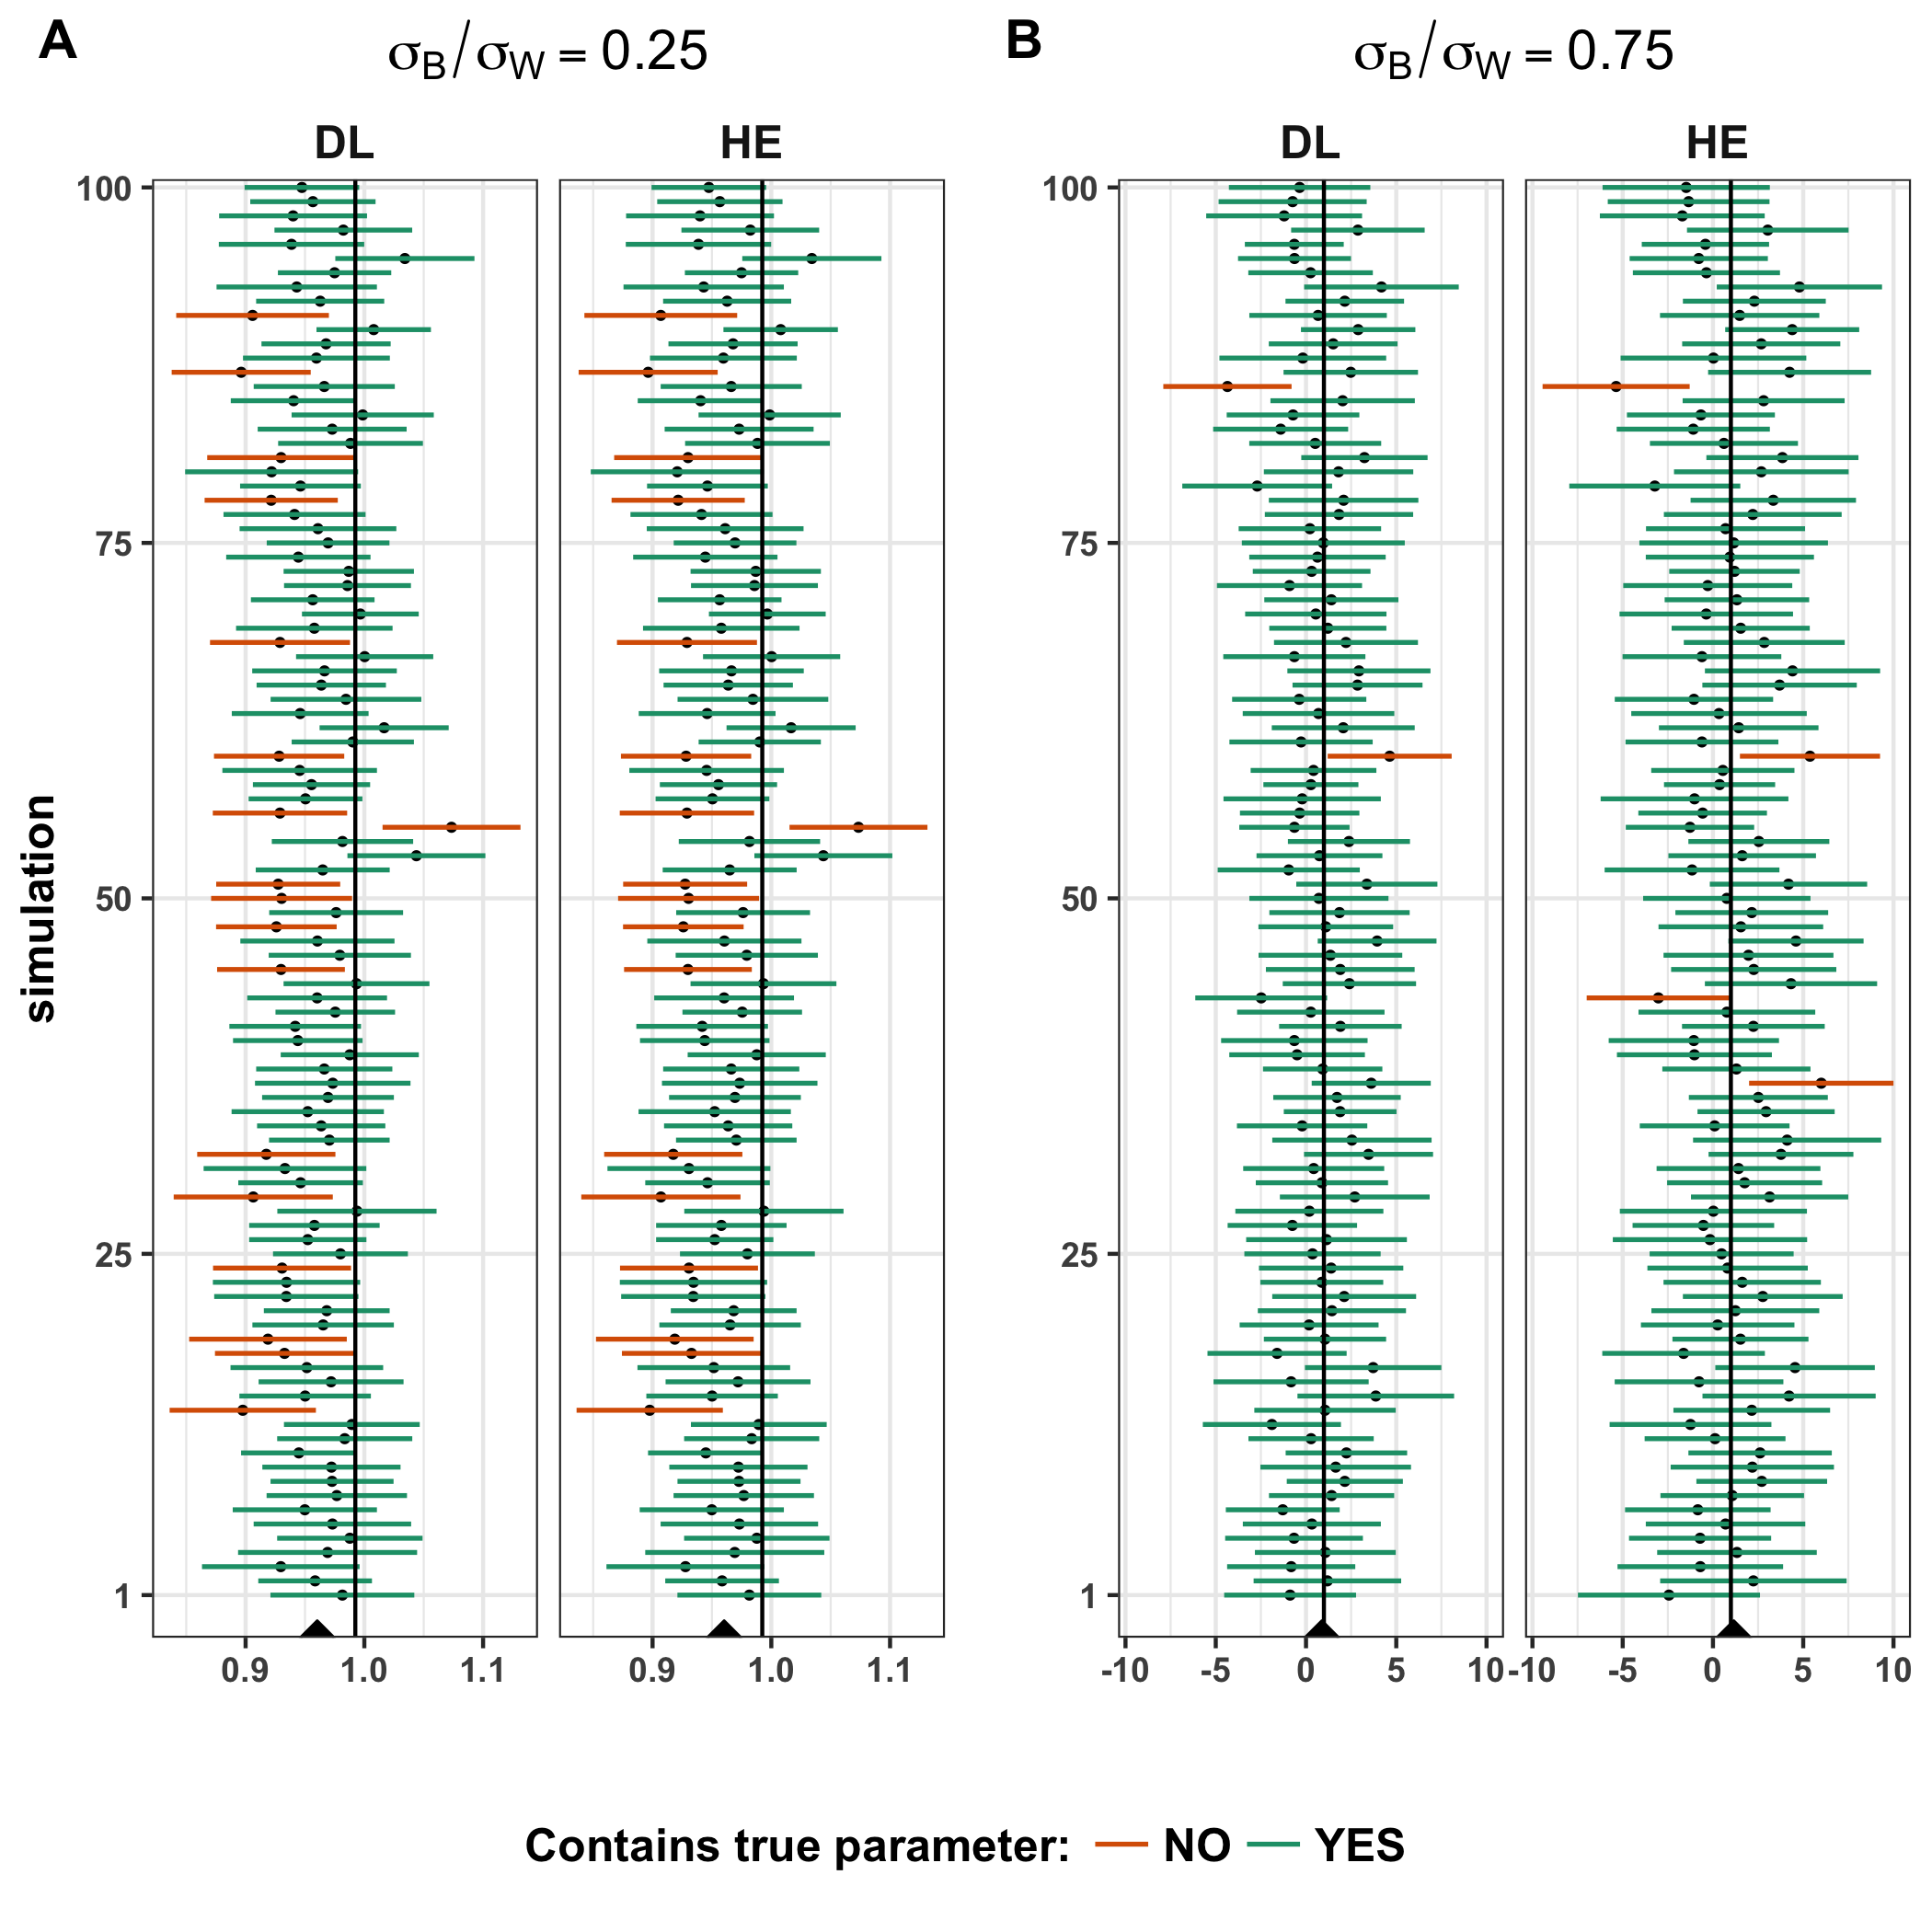 A
σB/σW = 0.25
B
σB/σW = 0.75
DL
HE
DL
HE
simulation
100
75
50
25
1
100
75
50
25
1
0.9 1.0 1.1
0.9 1.0 1.1
-10 -5 0 5 10
-10 -5 0 5 10
Contains true parameter: NO YES